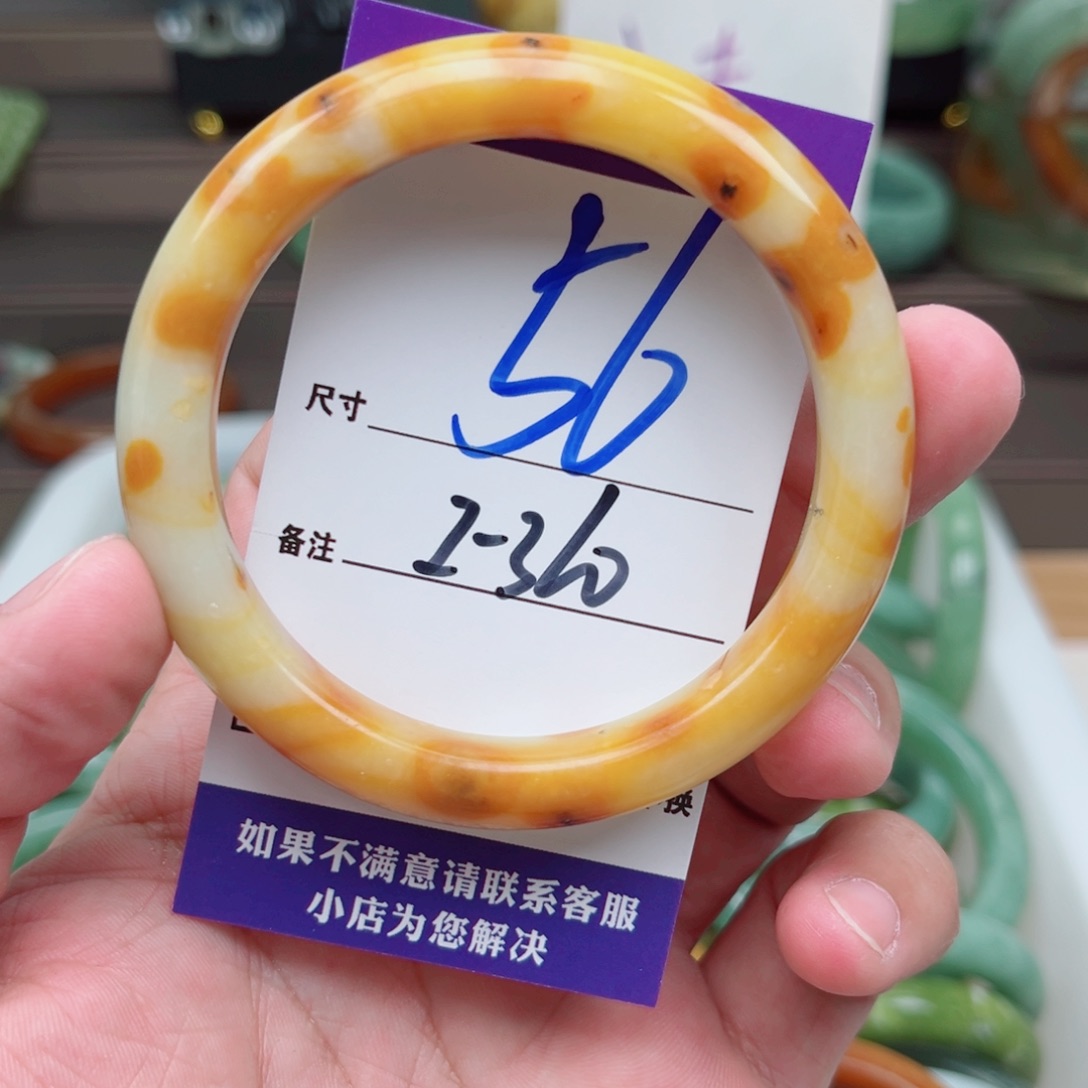 尺寸 56
备注 I-360
换
如果不满意请联系客服
小店为您解决